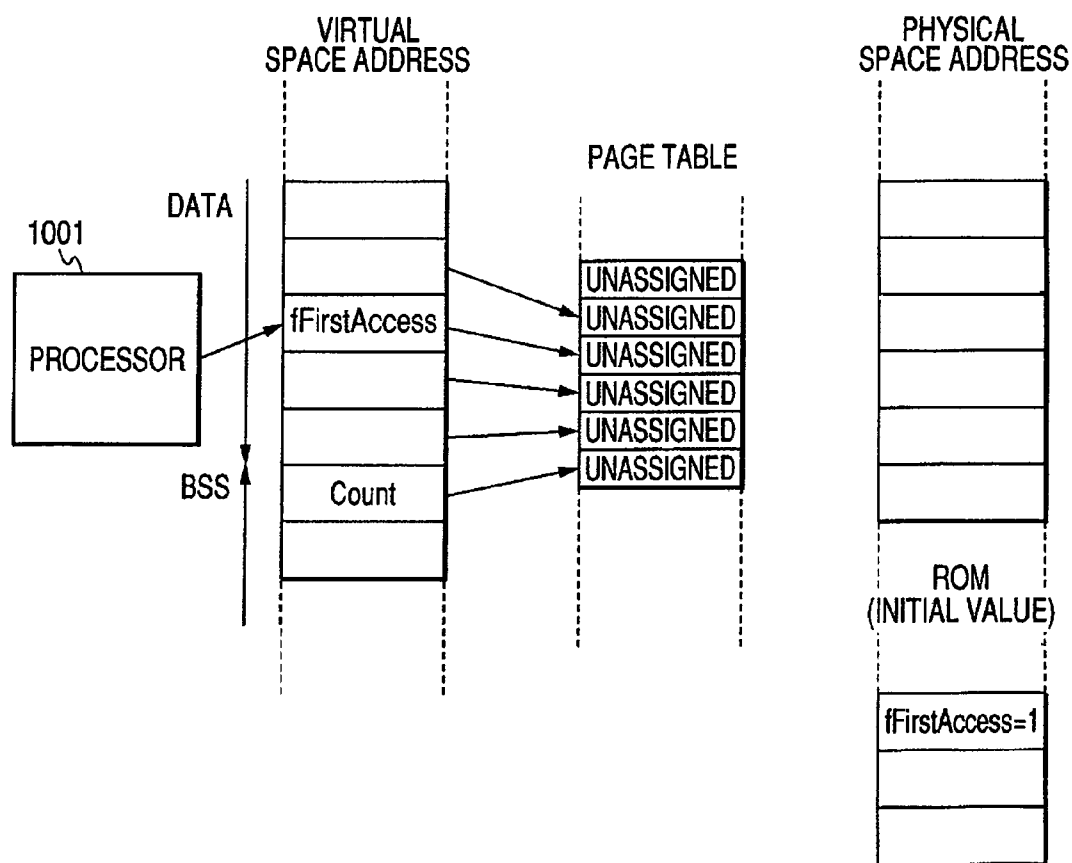 VIRTUAL
SPACE ADDRESS
PHYSICAL
SPACE ADDRESS
PAGE TABLE
DATA
1001
PROCESSOR
fFirstAccess
BSS
Count
UNASSIGNED
UNASSIGNED
UNASSIGNED
UNASSIGNED
UNASSIGNED
UNASSIGNED
ROM
(INITIAL VALUE)
fFirstAccess=1